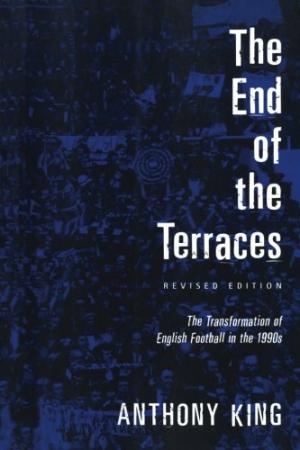 The
End
of
the
Terraces
REVISED EDITION
The Transformation of
English Football in the 1990s
ANTHONY KING